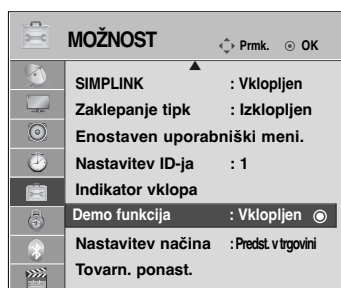 MOŽNOST Prmk. OK
SIMPLINK : Vklopljen
Zaklepanje tipk : Izklopljen
Enostaven uporabniški meni.
Nastavitev ID-ja : 1
Indikator vklopa
Demo funkcija : Vklopljen
Nastavitev načina : Predst. v trgovini
Tovarn. ponast.